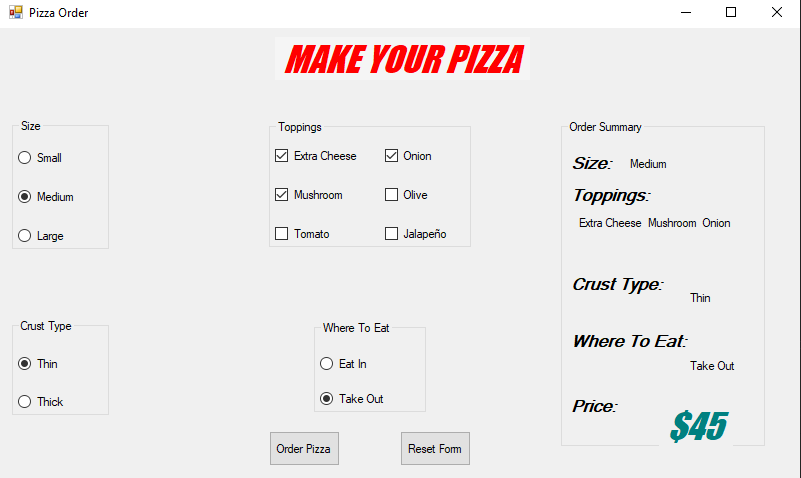 Pizza Order
MAKE YOUR PIZZA
Size
Small
Medium
Large
Toppings
Extra Cheese
Onion
Mushroom
Olive
Tomato
Jalapeño
Crust Type
Thin
Thick
Where To Eat
Eat In
Take Out
Order Pizza
Reset Form
Order Summary
Size: Medium
Toppings:
Extra Cheese Mushroom Onion
Crust Type:
Thin
Where To Eat:
Take Out
Price:
$45